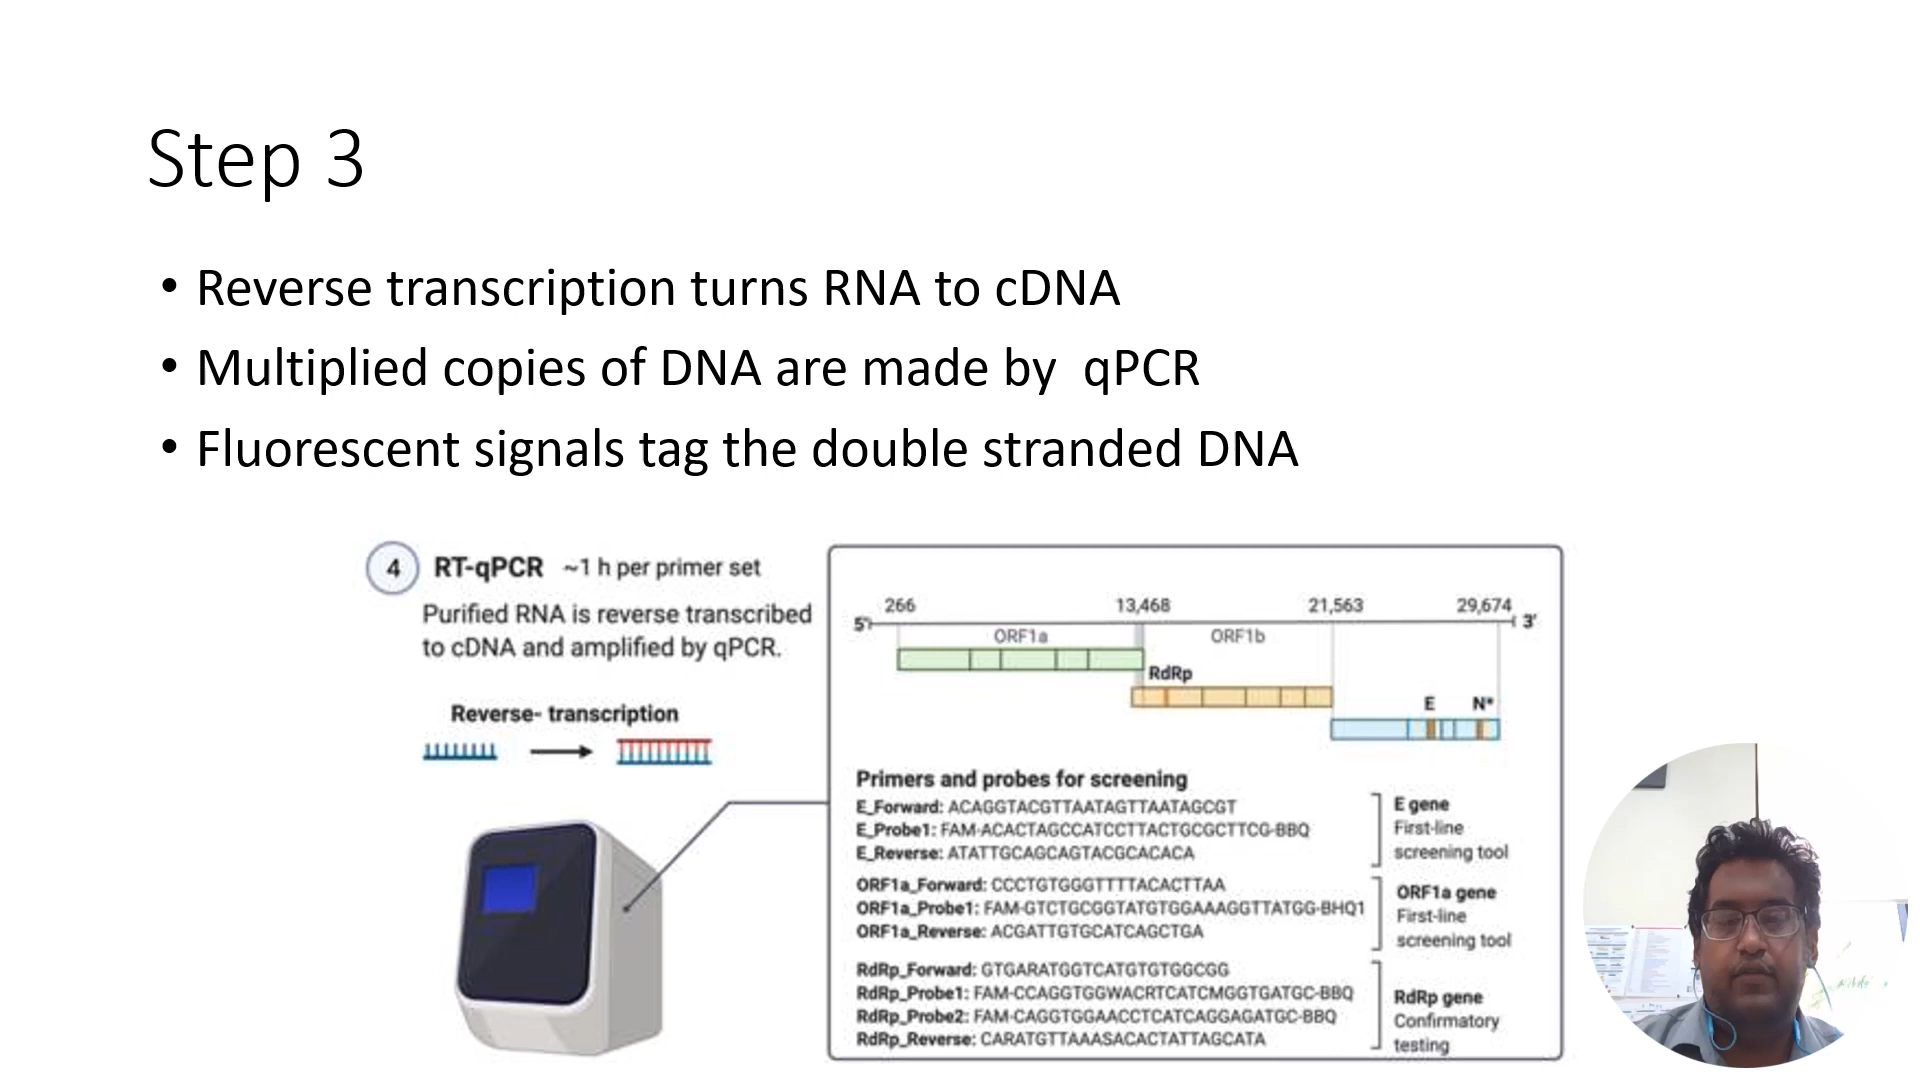 Step 3
• Reverse transcription turns RNA to cDNA
• Multiplied copies of DNA are made by  qPCR
• Fluorescent signals tag the double stranded DNA
4 RT-qPCR ~1 h per primer set
Purified RNA is reverse transcribed
to cDNA and amplified by qPCR.
Reverse- transcription
266 13,468 21,563 29,674
5' 3'
ORF1a ORF1b
RdRp
E N*
Primers and probes for screening
E_Forward: ACAGGTACGTTAATAGTTAATAGCGT
E_Probe1: FAM-ACACTAGCCATCCTTACTGCGCTTCG-BBQ
E_Reverse: ATATTGCAGCAGTACGCACACA
E gene
First-line
screening tool
ORF1a_Forward: CCCTGTGGGTTTTACACTTAA
ORF1a_Probe1: FAM-GTCTGCGGTATGTGGAAAGGTTATGG-BHQ1
ORF1a_Reverse: ACGATTGTGCATCAGCTGA
ORF1a gene
First-line
screening tool
RdRp_Forward: GTGARATGGTCATGTGTGGCGG
RdRp_Probe1: FAM-CCAGGTGGWACRTCATCMGGTGATGC-BBQ
RdRp_Probe2: FAM-CAGGTGGAACCTCATCAGGAGATGC-BBQ
RdRp_Reverse: CARATGTTAAASACACTATTAGCATA
RdRp gene
Confirmatory
testing